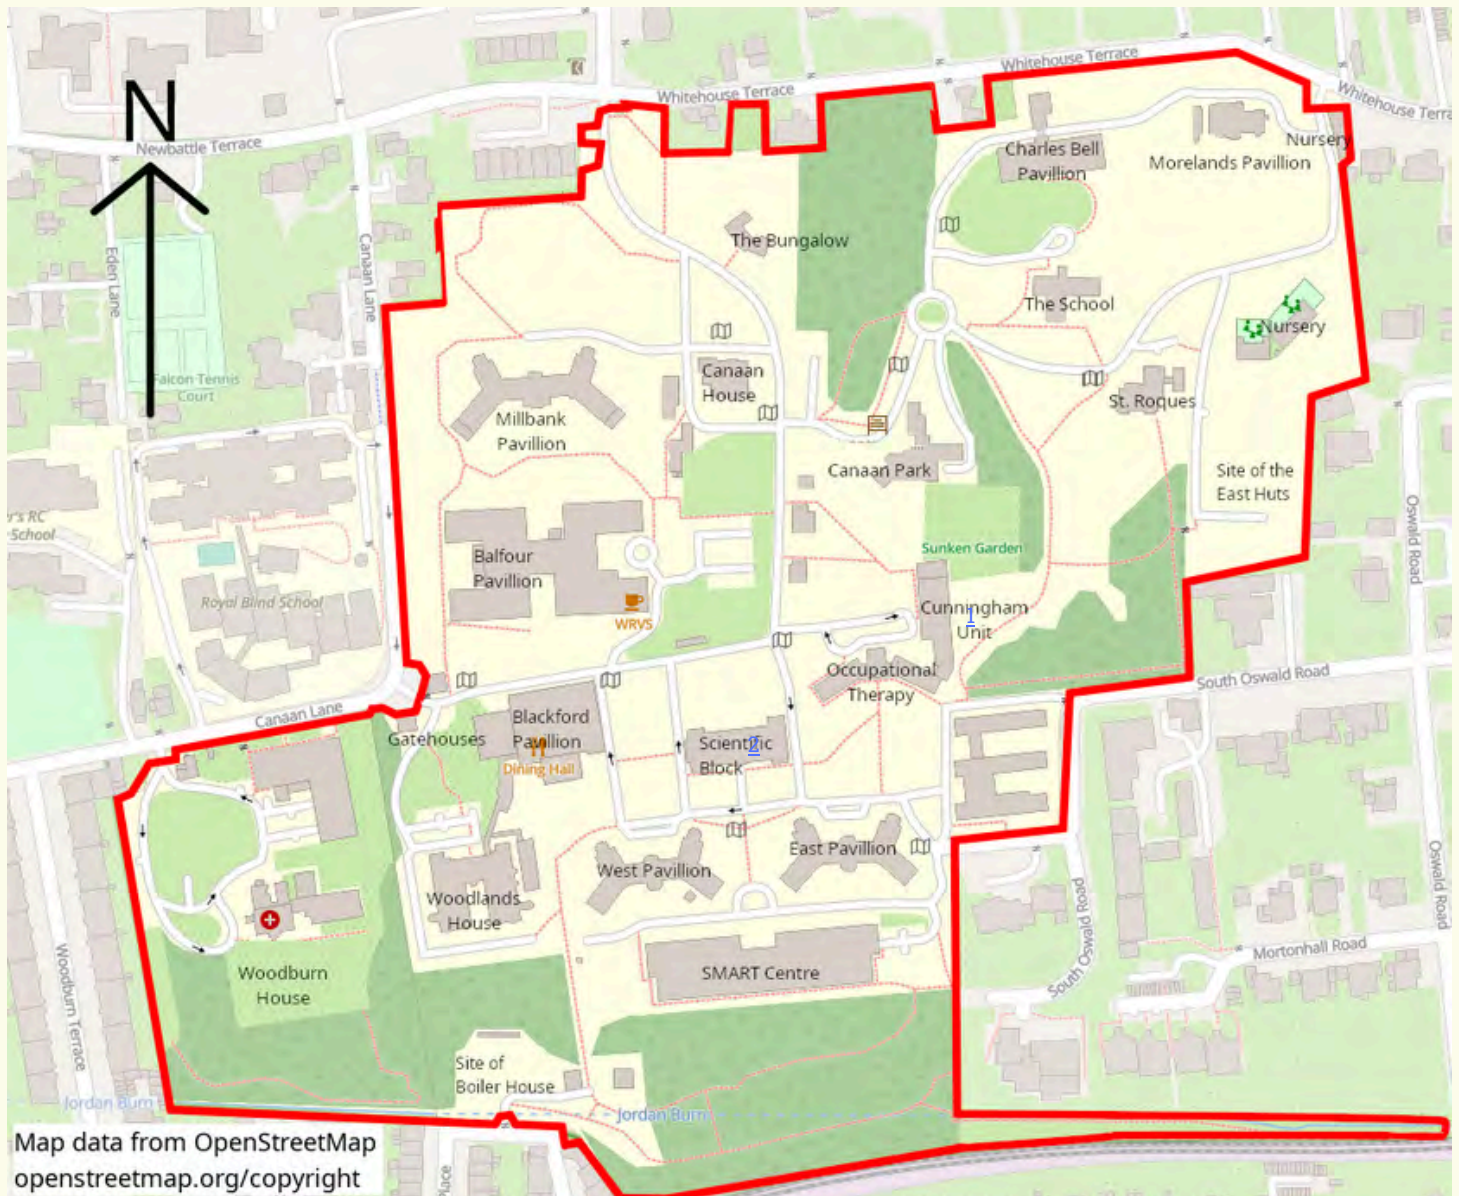 Whitehouse Terrace
Whitehouse Terrace
Whitehouse Terra
N
Newbattle Terrace
Charles Bell
Pavillion
Nursery
Morelands Pavillion
Eden Lane
Canaan Lane
The Bungalow
The School
Nursery
Falcon Tennis
Court
Canaan
House
St. Roques
Millbank
Pavillion
Canaan Park
Site of the
East Huts
r's RC
School
Oswald Road
Balfour
Pavillion
Sunken Garden
Royal Blind School
WRVS
Cunningham
Unit
1
Occupational
Therapy
South Oswald Road
Canaan Lane
Gatehouses
Blackford
Pavillion
Dining Hall
Scientific
Block
2
West Pavillion
East Pavillion
Woodlands
House
South Oswald Road
Oswald Road
Mortonhall Road
Woodburn Terrace
Woodburn
House
SMART Centre
Site of
Boiler House
Jordan Burn
Jordan Burn
Place
Map data from OpenStreetMap
openstreetmap.org/copyright